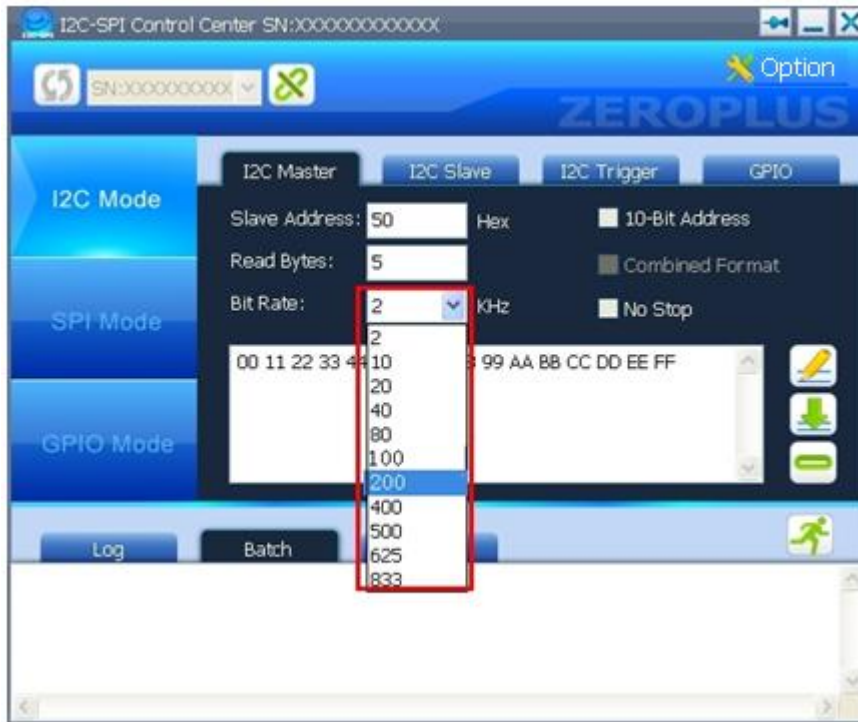 I2C-SPI Control Center SN:XXXXXXXXXXXX
SN:XXXXXXXXX
Option
ZEROPLUS
I2C Mode
SPI Mode
GPIO Mode
I2C Master I2C Slave I2C Trigger GPIO
Slave Address: 50 Hex 10-Bit Address
Read Bytes: 5 Combined Format
Bit Rate: 2 KHz No Stop
2
10
20
40
80
100
200
400
500
625
833
00 11 22 33 99 AA BB CC DD EE FF
Log Batch